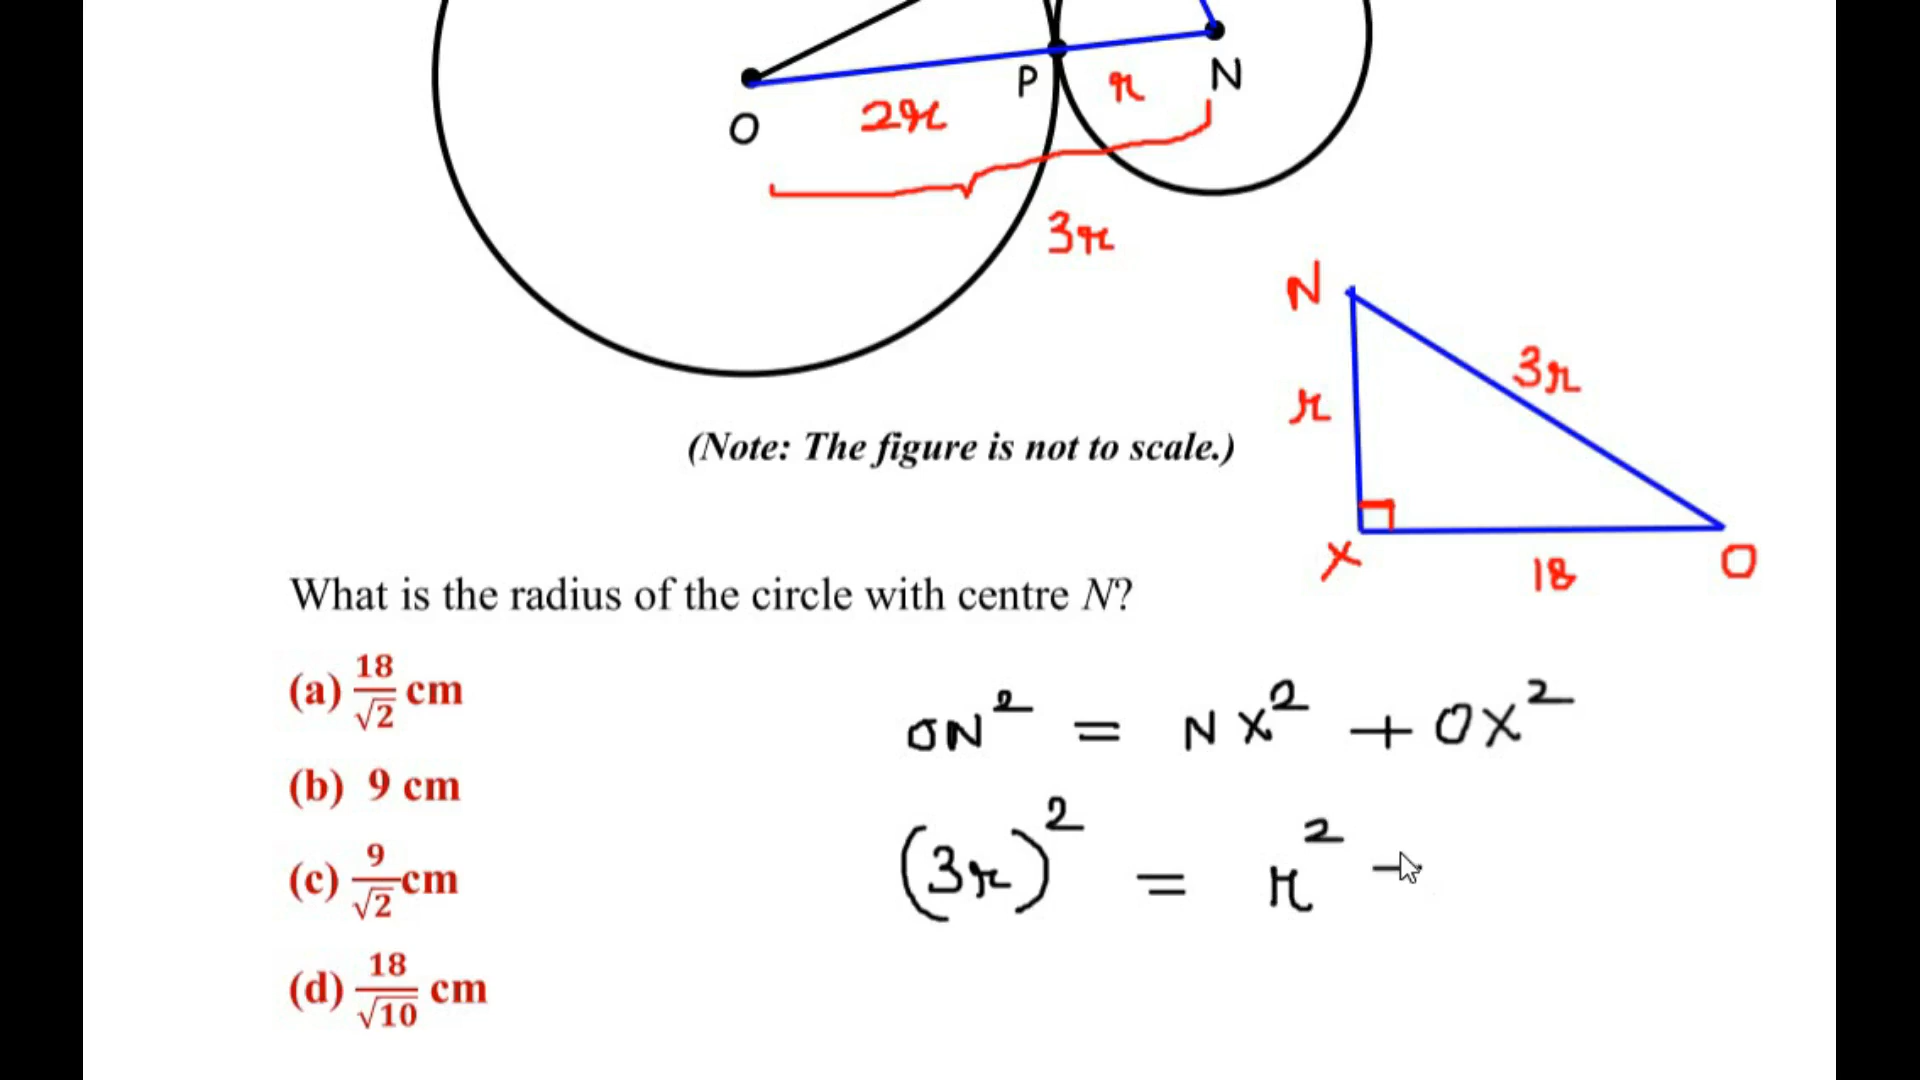 P
r
N
O
2r
3r
N
3r
r
(Note: The figure is not to scale.)
X
18
O
What is the radius of the circle with centre N?
(a) 18/√2 cm
(b) 9 cm
(c) 9/√2 cm
(d) 18/√10 cm
ON² = NX² + OX²
(3r)² = r² –